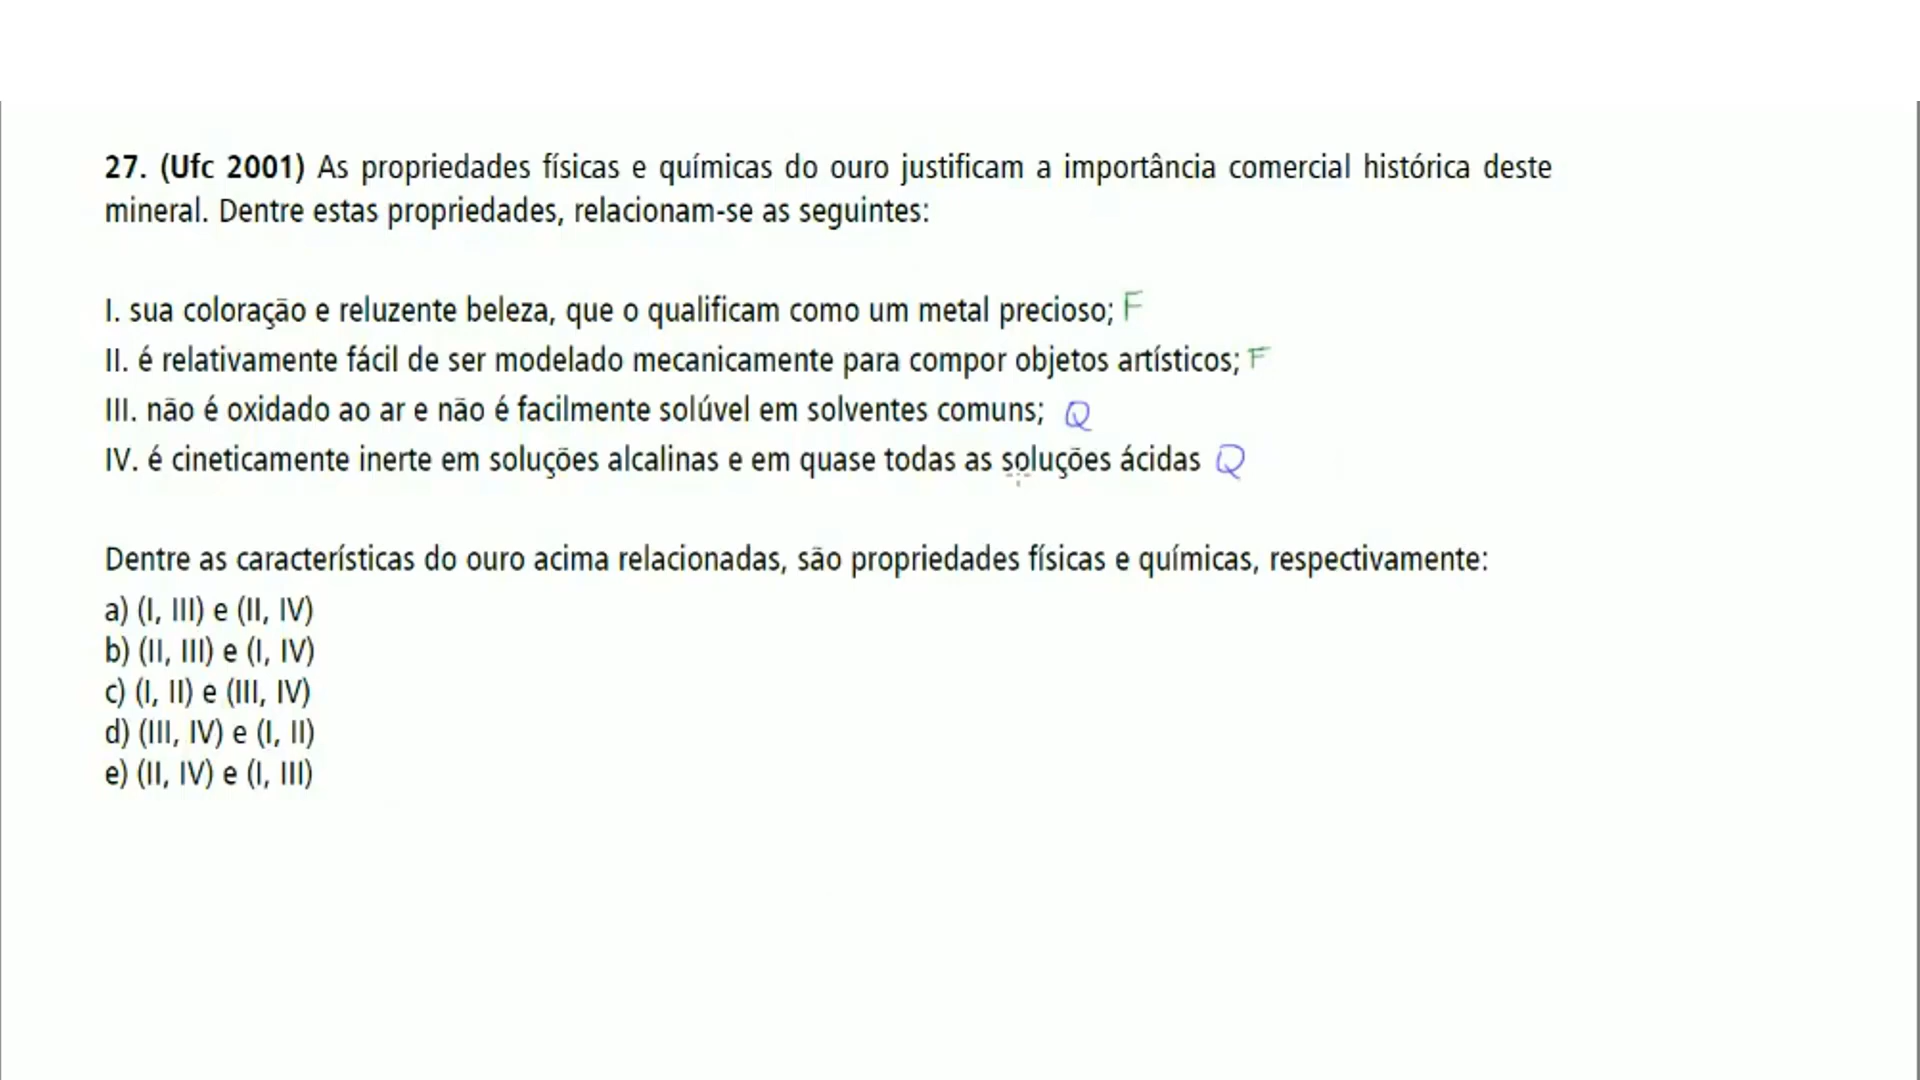 27. (Ufc 2001) As propriedades físicas e químicas do ouro justificam a importância comercial histórica deste
mineral. Dentre estas propriedades, relacionam-se as seguintes:
I. sua coloração e reluzente beleza, que o qualificam como um metal precioso; F
II. é relativamente fácil de ser modelado mecanicamente para compor objetos artísticos; F
III. não é oxidado ao ar e não é facilmente solúvel em solventes comuns; Q
IV. é cineticamente inerte em soluções alcalinas e em quase todas as soluções ácidas Q
Dentre as características do ouro acima relacionadas, são propriedades físicas e químicas, respectivamente:
a) (I, III) e (II, IV)
b) (II, III) e (I, IV)
c) (I, II) e (III, IV)
d) (III, IV) e (I, II)
e) (II, IV) e (I, III)